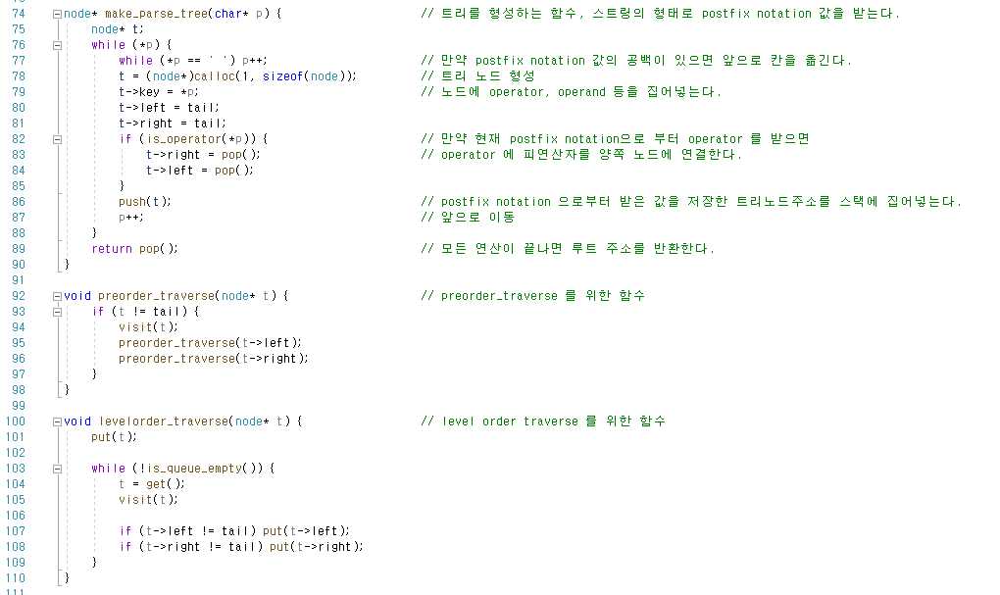 74 node* make_parse_tree(char* p) { // 트리를 형성하는 함수, 스트링의 형태로 postfix notation 값을 받는다.
75 node* t;
76 while (*p) {
77 while (*p == ' ') p++; // 만약 postfix notation 값의 공백이 있으면 앞으로 칸을 옮긴다.
78 t = (node*)calloc(1, sizeof(node)); // 트리 노드 형성
79 t->key = *p; // 노드에 operator, operand 등을 집어넣는다.
80 t->left = tail;
81 t->right = tail;
82 if (is_operator(*p)) { // 만약 현재 postfix notation으로 부터 operator 를 받으면
83 t->right = pop(); // operator 에 피연산자를 양쪽 노드에 연결한다.
84 t->left = pop();
85 }
86 push(t); // postfix notation 으로부터 받은 값을 저장한 트리노드주소를 스택에 집어넣는다.
87 p++; // 앞으로 이동
88 }
89 return pop(); // 모든 연산이 끝나면 루트 주소를 반환한다.
90 }
91
92 void preorder_traverse(node* t) { // preorder_traverse 를 위한 함수
93 if (t != tail) {
94 visit(t);
95 preorder_traverse(t->left);
96 preorder_traverse(t->right);
97 }
98 }
99
100 void levelorder_traverse(node* t) { // level order traverse 를 위한 함수
101 put(t);
102
103 while (!is_queue_empty()) {
104 t = get();
105 visit(t);
106
107 if (t->left != tail) put(t->left);
108 if (t->right != tail) put(t->right);
109 }
110 }